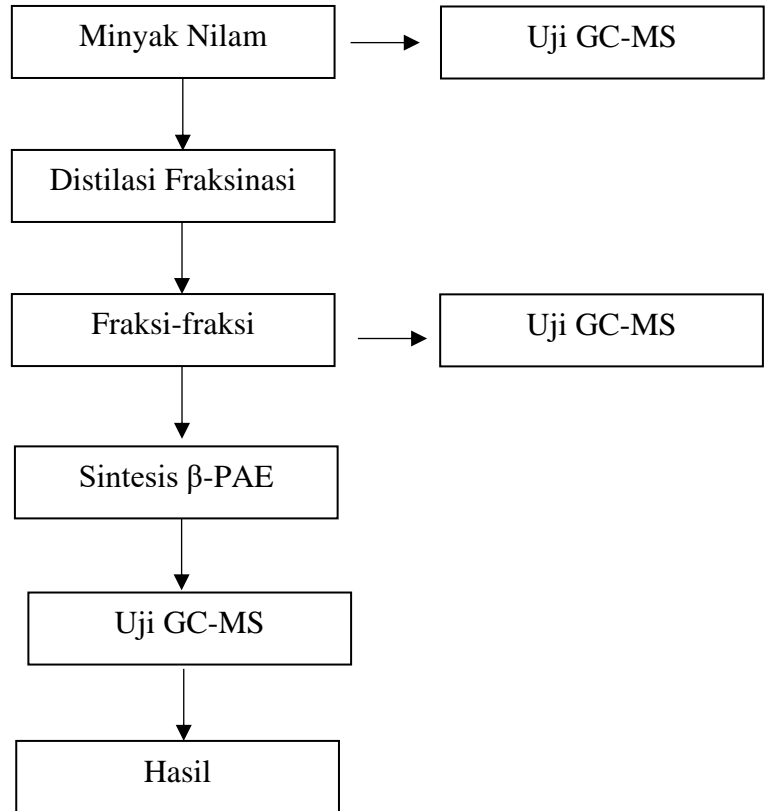 Minyak Nilam
Uji GC-MS
Distilasi Fraksinasi
Fraksi-fraksi
Uji GC-MS
Sintesis β-PAE
Uji GC-MS
Hasil